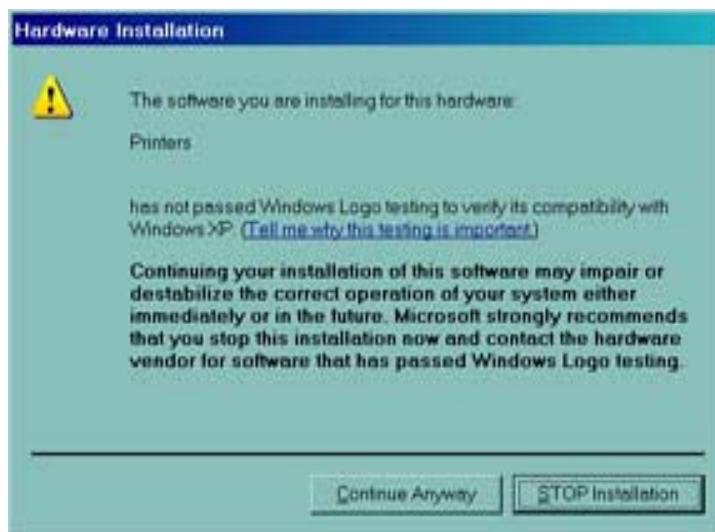 Hardware Installation
The software you are installing for this hardware:
Printers
has not passed Windows Logo testing to verify its compatibility with
Windows XP. (Tell me why this testing is important.)
Continuing your installation of this software may impair or
destabilize the correct operation of your system either
immediately or in the future. Microsoft strongly recommends
that you stop this installation now and contact the hardware
vendor for software that has passed Windows Logo testing.
Continue Anyway
STOP Installation